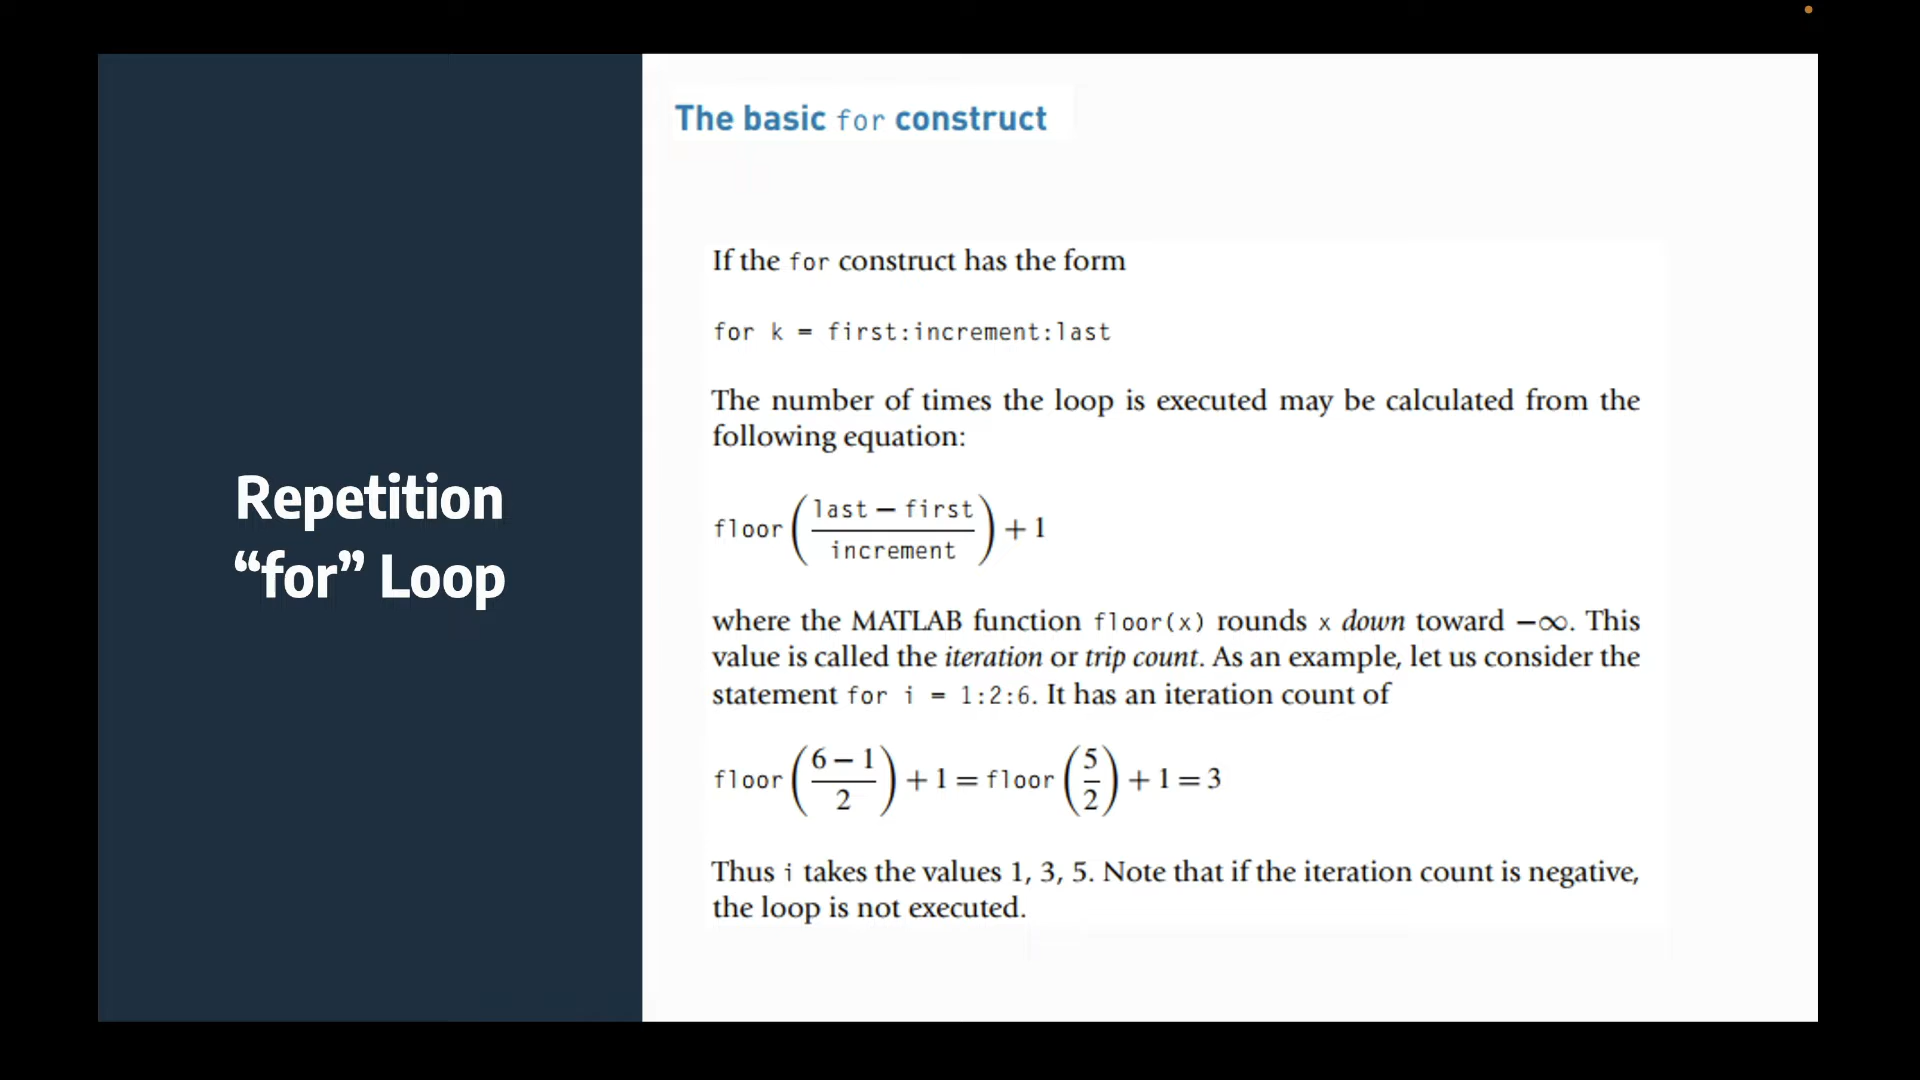 Repetition
“for” Loop
The basic for construct
If the for construct has the form
for k = first:increment:last
The number of times the loop is executed may be calculated from the
following equation:
floor(last − first / increment) + 1
where the MATLAB function floor(x) rounds x down toward −∞. This
value is called the iteration or trip count. As an example, let us consider the
statement for i = 1:2:6. It has an iteration count of
floor(6 − 1 / 2) + 1 = floor(5 / 2) + 1 = 3
Thus i takes the values 1, 3, 5. Note that if the iteration count is negative,
the loop is not executed.